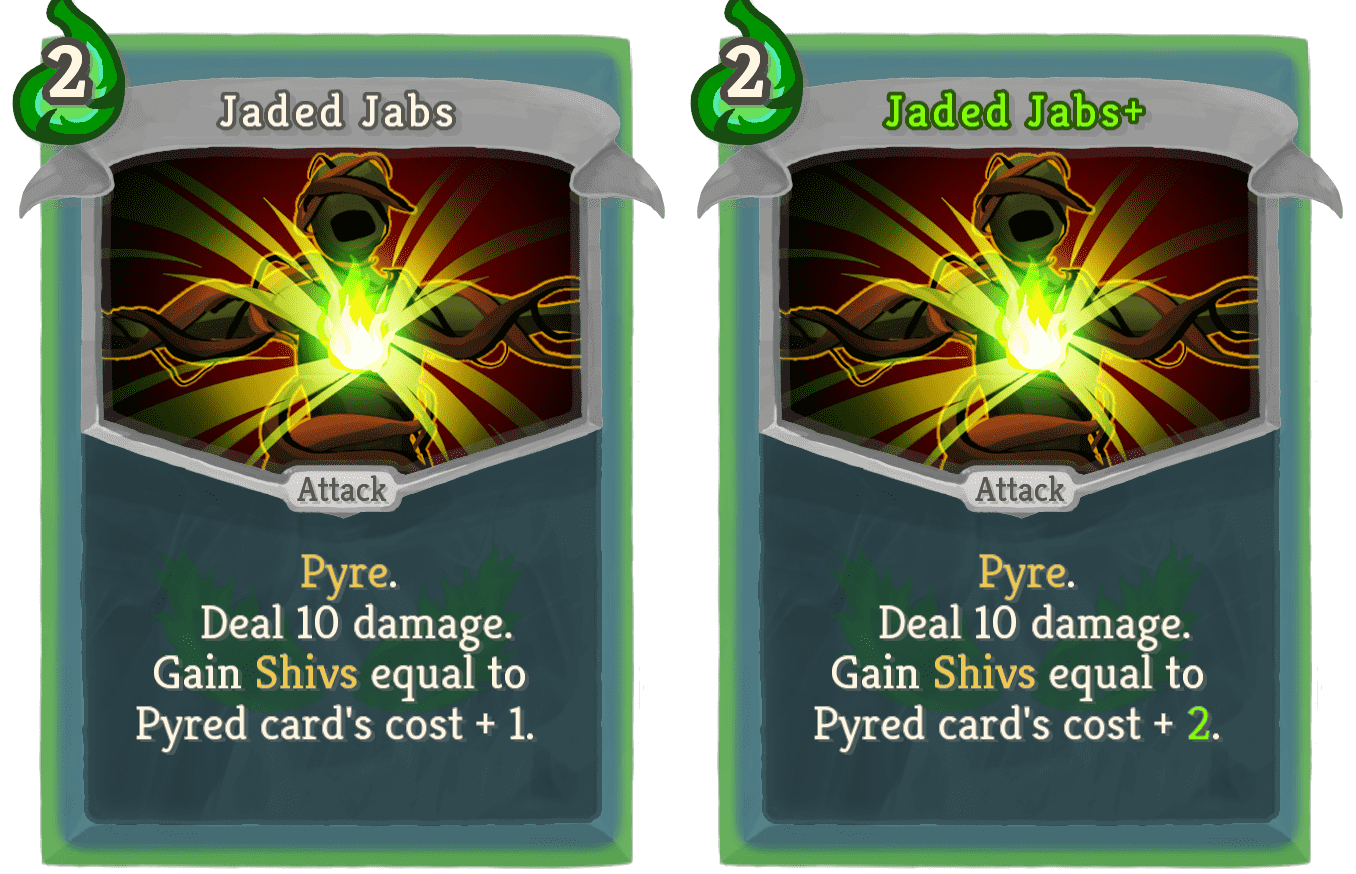 2
Jaded Jabs
Attack
Pyre.
Deal 10 damage.
Gain Shivs equal to
Pyred card's cost + 1.
2
Jaded Jabs+
Attack
Pyre.
Deal 10 damage.
Gain Shivs equal to
Pyred card's cost + 2.